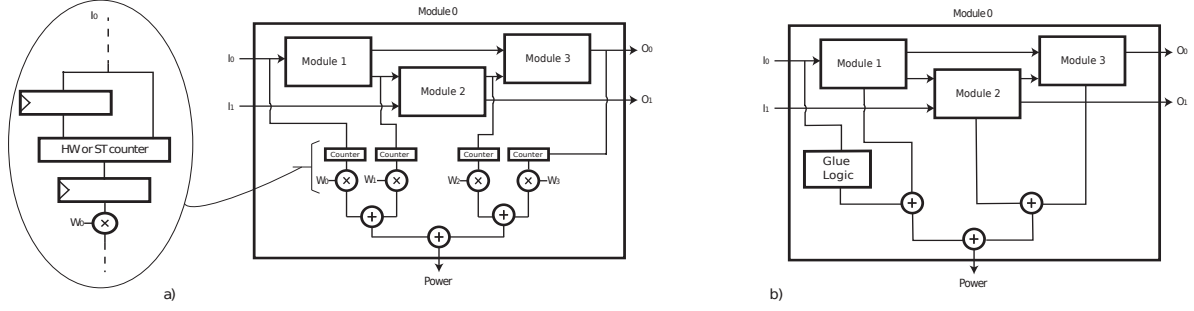 I₀
HW or ST counter
W₀
×
a)
Module 0
I₀
I₁
Module 1
Module 2
Module 3
O₀
O₁
Counter
Counter
Counter
Counter
W₀
×
W₁
×
W₂
×
×
W₃
+
+
+
Power
b)
Module 0
I₀
I₁
Module 1
Module 2
Module 3
O₀
O₁
Glue
Logic
+
+
+
Power